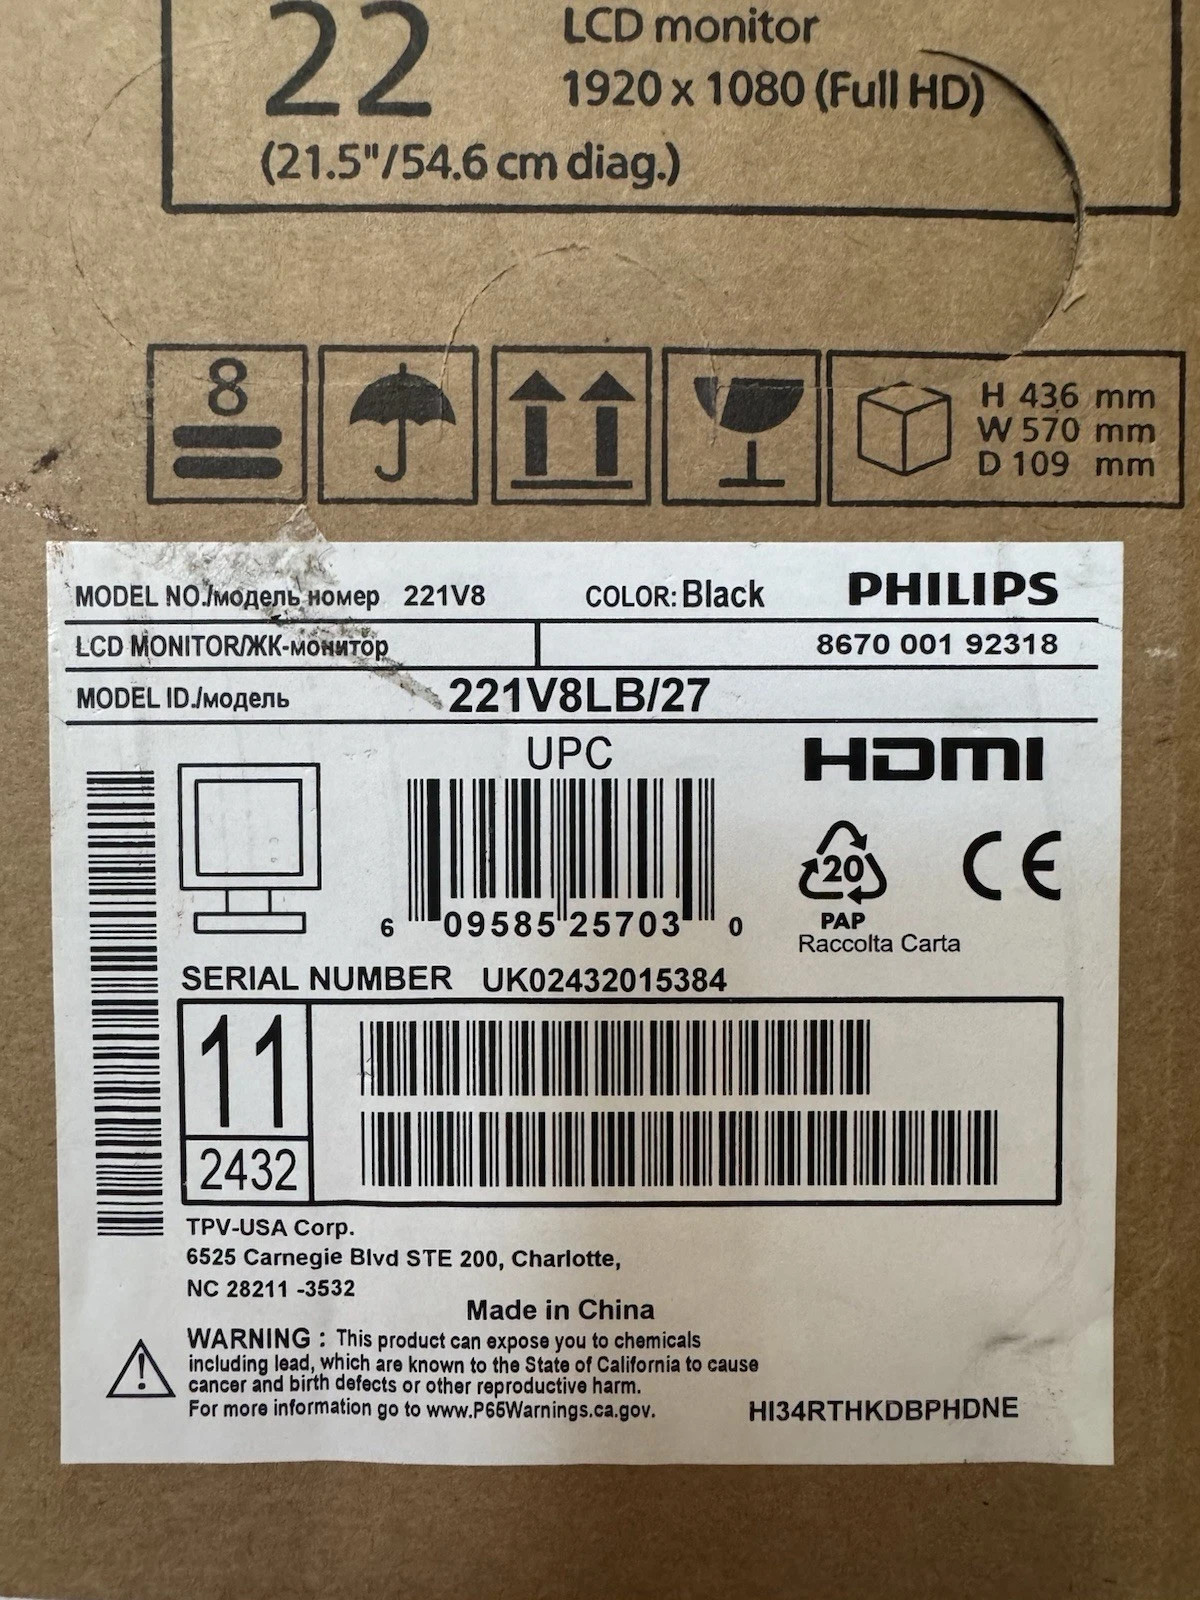 22
LCD monitor
1920 x 1080 (Full HD)
(21.5"/54.6 cm diag.)
8
H 436 mm
W 570 mm
D 109 mm
MODEL NO./модель номер 221V8 COLOR: Black PHILIPS
LCD MONITOR/ЖК-монитор 8670 001 92318
MODEL ID./модель 221V8LB/27
UPC HDMI
6 09585 25703 0
20
PAP
Raccolta Carta
CE
SERIAL NUMBER UK02432015384
11
2432
TPV-USA Corp.
6525 Carnegie Blvd STE 200, Charlotte,
NC 28211 -3532
Made in China
WARNING : This product can expose you to chemicals
including lead, which are known to the State of California to cause
cancer and birth defects or other reproductive harm.
For more information go to www.P65Warnings.ca.gov.
HI34RTHKDBPHDNE